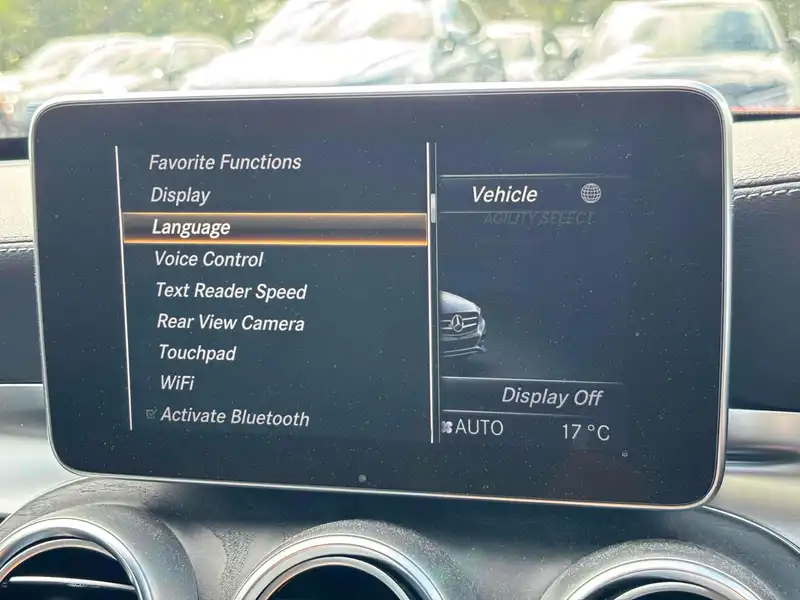 Favorite Functions
Display
Language
Voice Control
Text Reader Speed
Rear View Camera
Touchpad
WiFi
Activate Bluetooth
Vehicle
AGILITY SELECT
Display Off
AUTO 17 °C